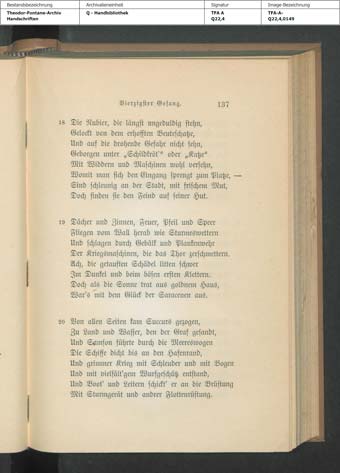 Bestandsbezeichnung
Archivalieneinheit
Signatur
Image-Bezeichnung
Theodor-Fontane-Archiv
Handschriften
Q - Handbibliothek
TFA A
Q22,4
TFA-A-
Q22,4,0149
Vierzigster Gesang. 137
18 Die Nubier, die längst ungeduldig stehn,
Gelockt von dem erhofften Beutschatze,
Und auf die drohende Gefahr nicht sehn,
Geborgen unter „Schildkröt'“ oder „Katze“
Mit Widdern und Maschinen wohl versehn,
Womit man sich den Eingang sprengt zum Platze, —
Sind schleunig an der Stadt, mit frischem Mut,
Doch finden sie den Feind auf seiner Hut.
19 Dächer und Zinnen, Feuer, Pfeil und Speer
Fliegen vom Wall herab wie Sturmwettern
Und schlagen durch Gebälk und Plankenwehr
Der Kriegsmaschinen, die das Thor zerschmettern.
Ach, die getauften Schädel litten schwer
Im Dunkel und beim bösen ersten Klettern.
Doch als die Sonne trat aus goldnem Haus,
War's mit dem Glück der Saracenen aus.
20 Von allen Seiten kam Succurs gezogen,
Zu Land und Wasser, den der Graf gesandt,
Und Samson führte durch die Meereswogen
Die Schiffe dicht bis an den Hafenrand,
Und grimmer Krieg mit Schleuder und mit Bogen
Und mit vielfält'gem Wurfgeschütz entstand,
Und Boot' und Leitern schickt' er an die Brüstung
Mit Sturmgerät und andrer Flottenrüstung.